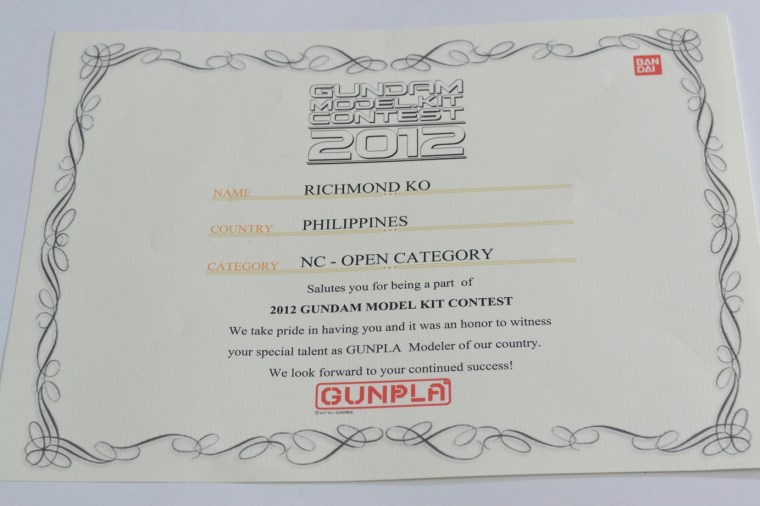 BAN
DAI
GUNDAM
MODEL KIT
CONTEST
2012
NAME RICHMOND KO
COUNTRY PHILIPPINES
CATEGORY NC - OPEN CATEGORY
Salutes you for being a part of
2012 GUNDAM MODEL KIT CONTEST
We take pride in having you and it was an honor to witness
your special talent as GUNPLA Modeler of our country.
We look forward to your continued success!
GUNPLA